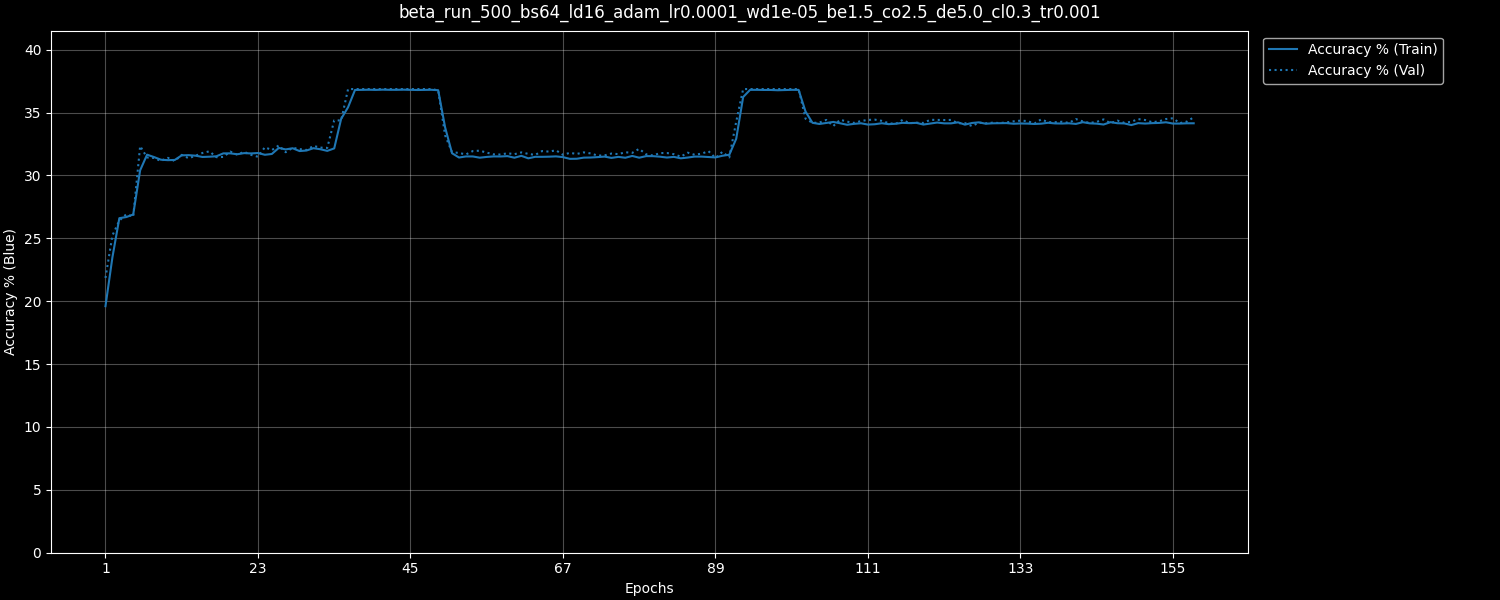 beta_run_500_bs64_ld16_adam_lr0.0001_wd1e-05_be1.5_co2.5_de5.0_cl0.3_tr0.001
Accuracy % (Train)
Accuracy % (Val)
Accuracy % (Blue)
40
35
30
25
20
15
10
5
0
1 23 45 67 89 111 133 155
Epochs